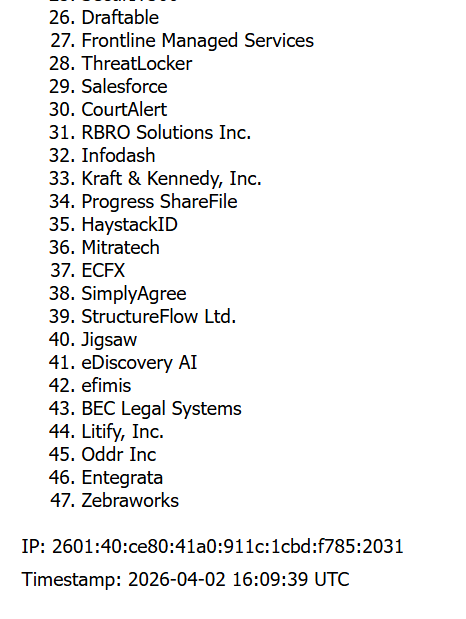 26. Draftable
27. Frontline Managed Services
28. ThreatLocker
29. Salesforce
30. CourtAlert
31. RBRO Solutions Inc.
32. Infodash
33. Kraft & Kennedy, Inc.
34. Progress ShareFile
35. HaystackID
36. Mitratech
37. ECFX
38. SimplyAgree
39. StructureFlow Ltd.
40. Jigsaw
41. eDiscovery AI
42. efimis
43. BEC Legal Systems
44. Litify, Inc.
45. Oddr Inc
46. Entegrata
47. Zebraworks
IP: 2601:40:ce80:41a0:911c:1cbd:f785:2031
Timestamp: 2026-04-02 16:09:39 UTC